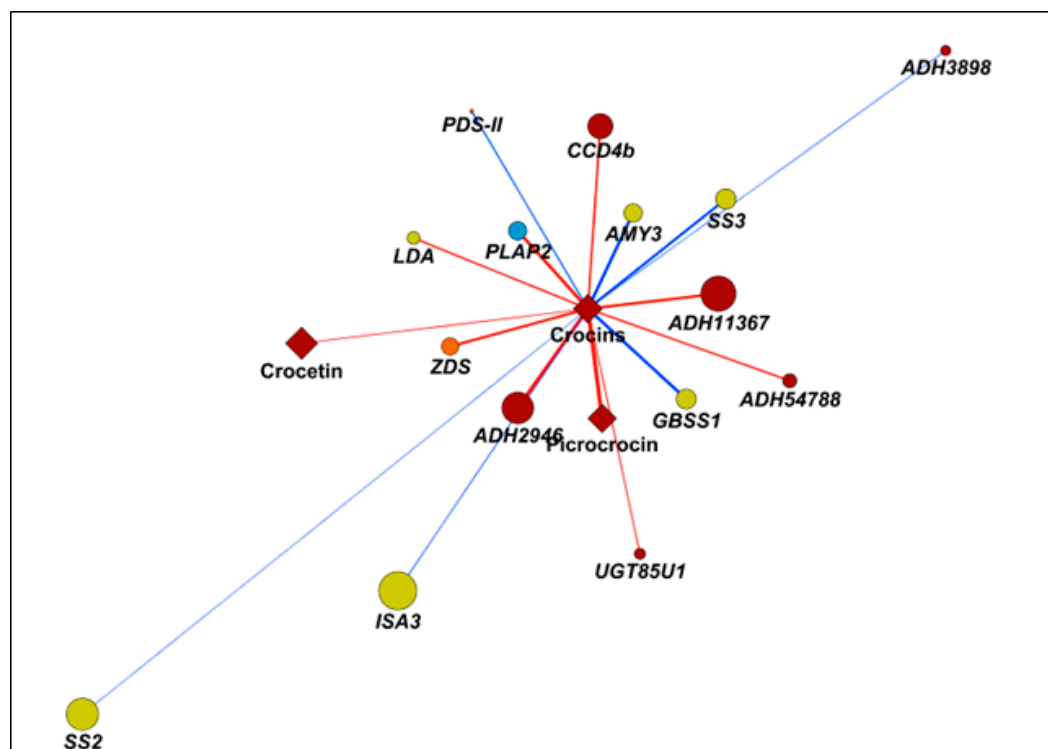 ADH3898
PDS-II
CCD4b
SS3
AMY3
LDA
PLAP2
ADH11367
Crocins
Crocetin
ZDS
ADH54788
GBSS1
ADH2946
Picrocrocin
UGT85U1
ISA3
SS2